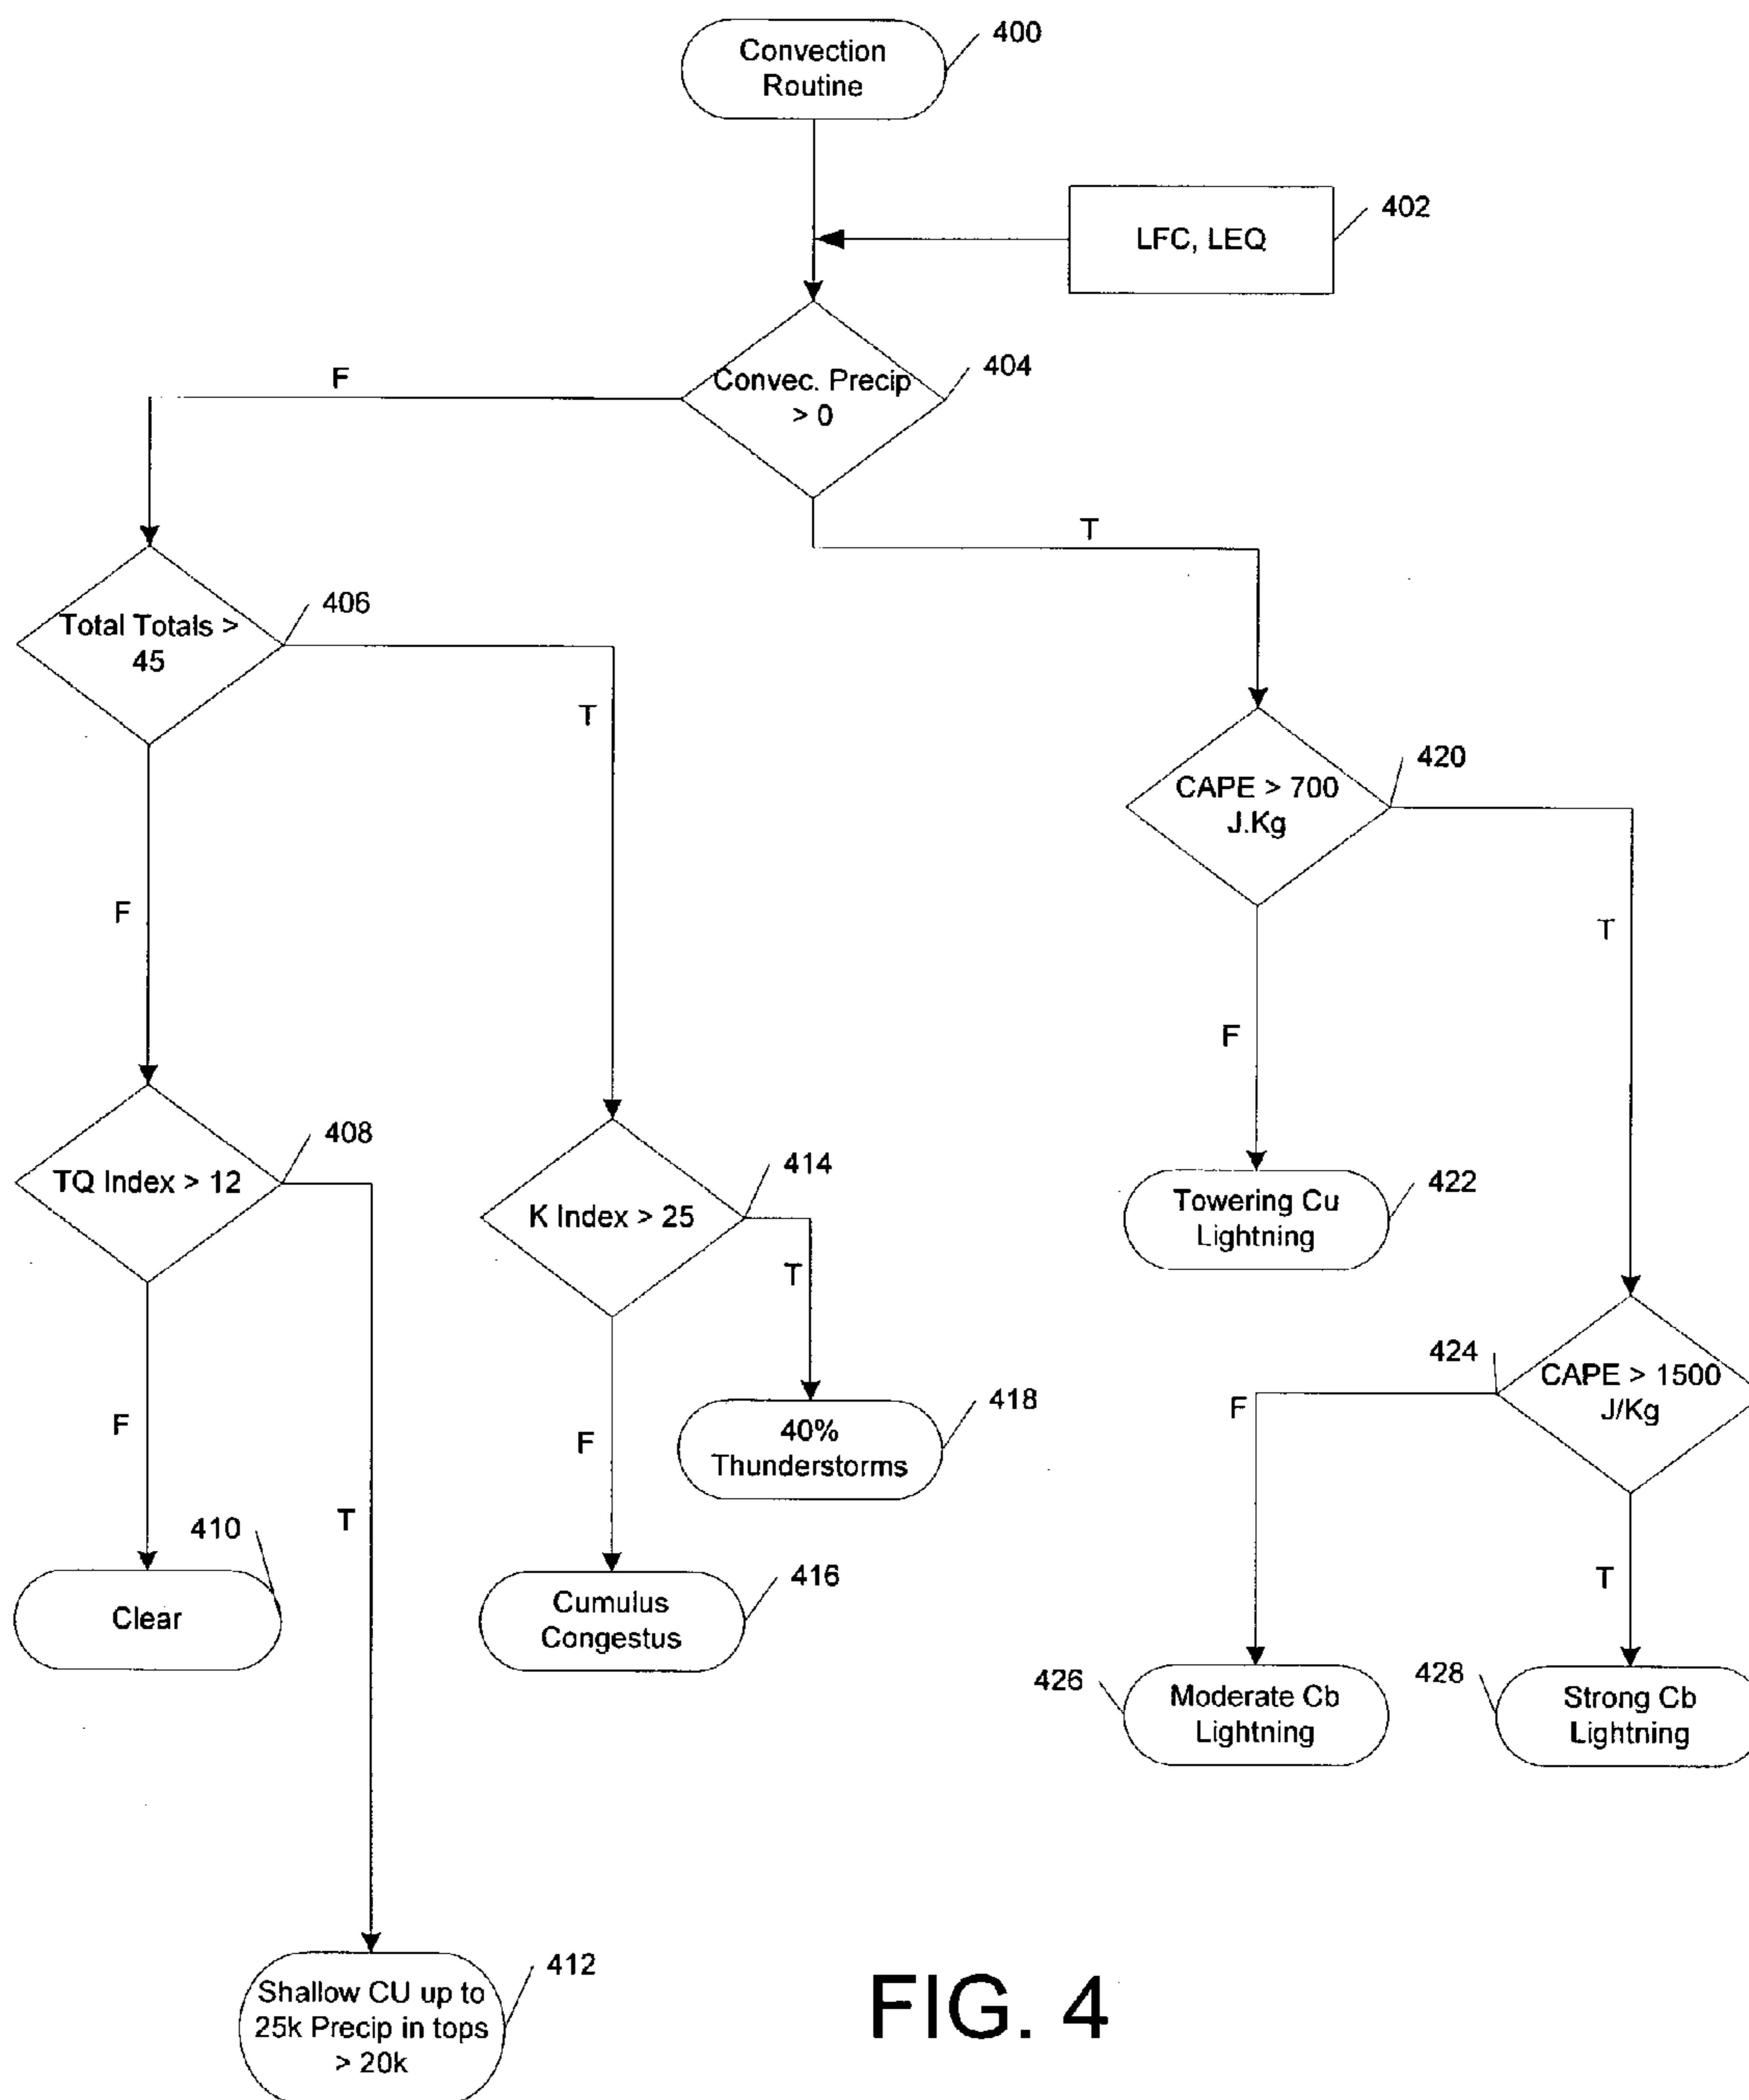 Convection
Routine
400
LFC, LEQ
402
Convec. Precip
> 0
404
F
T
Total Totals >
45
406
T
F
CAPE > 700
J.Kg
420
T
F
TQ Index > 12
408
K Index > 25
414
T
Towering Cu
Lightning
422
CAPE > 1500
J/Kg
424
F
T
F
T
F
40%
Thunderstorms
418
Clear
410
Cumulus
Congestus
416
T
Moderate Cb
Lightning
426
Strong Cb
Lightning
428
Shallow CU up to
25k Precip in tops
> 20k
412
FIG. 4